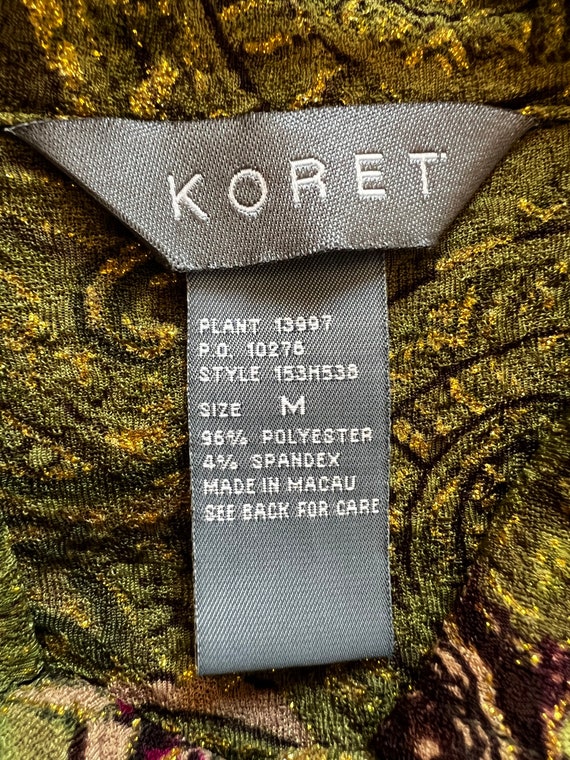 KORET
PLANT 13997
P.O. 10276
STYLE 153H538
SIZE M
96% POLYESTER
4% SPANDEX
MADE IN MACAU
SEE BACK FOR CARE